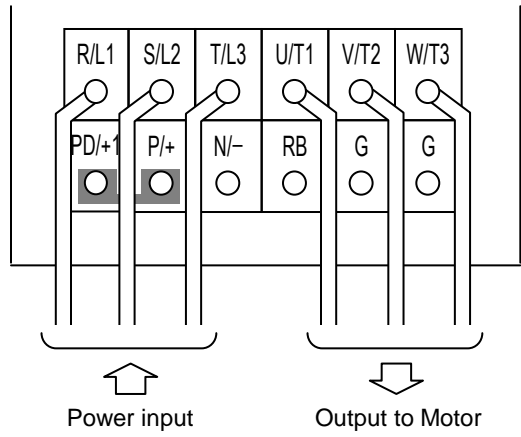 R/L1 S/L2 T/L3 U/T1 V/T2 W/T3
PD/+1 P/+ N/− RB G G
Power input Output to Motor